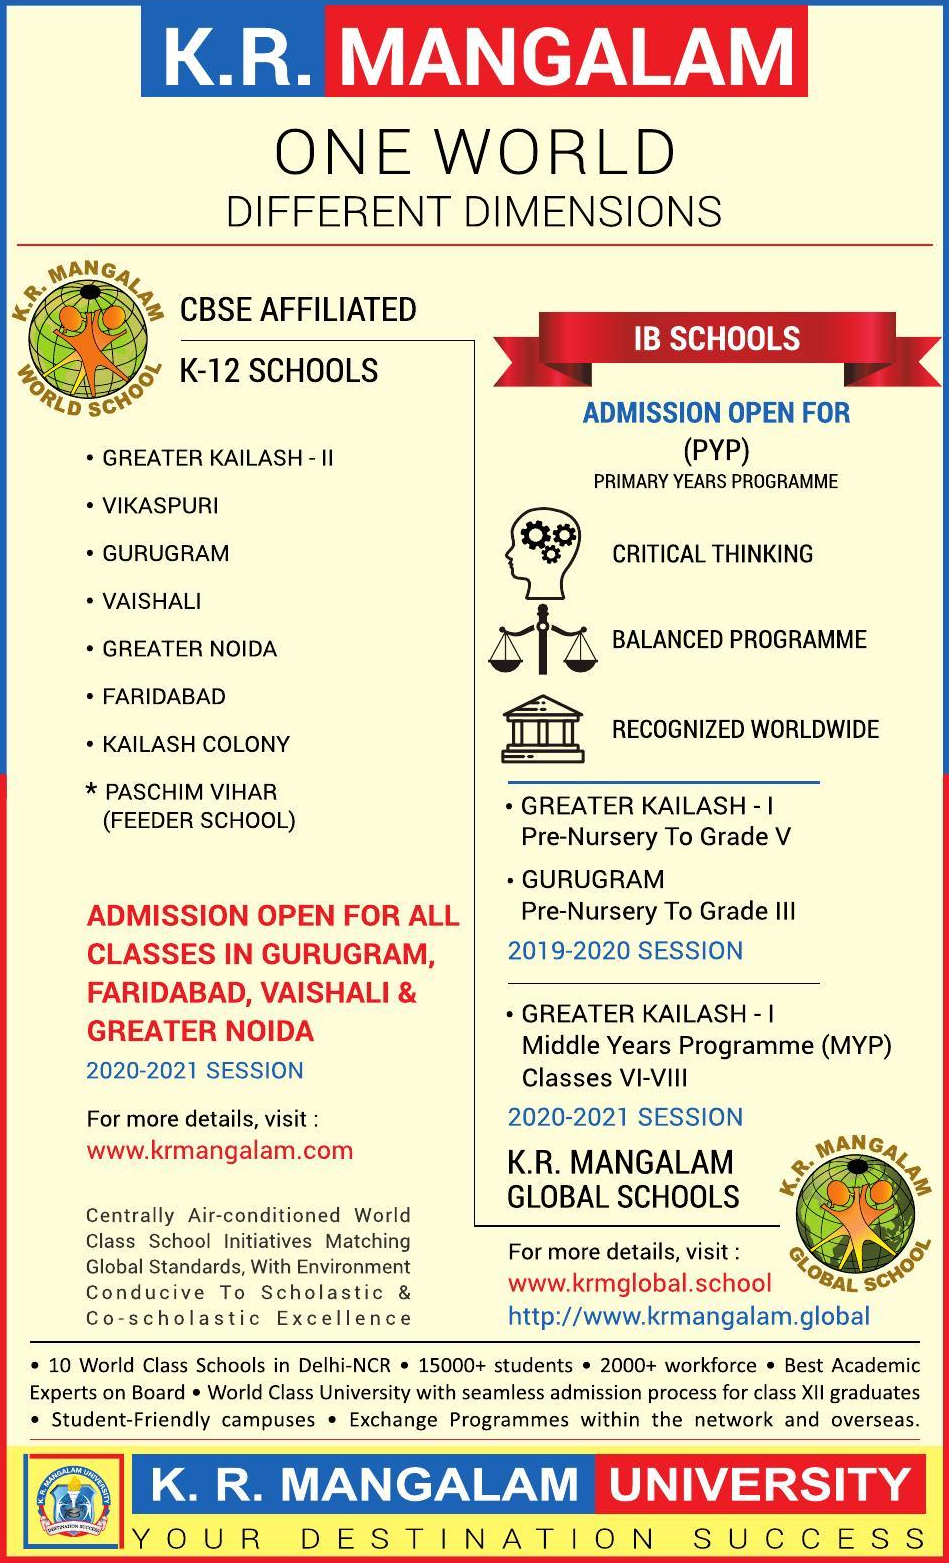 K.R. MANGALAM
ONE WORLD
DIFFERENT DIMENSIONS
K.R. MANGALAM
WORLD SCHOOL
CBSE AFFILIATED
K-12 SCHOOLS
• GREATER KAILASH - II
• VIKASPURI
• GURUGRAM
• VAISHALI
• GREATER NOIDA
• FARIDABAD
• KAILASH COLONY
* PASCHIM VIHAR
(FEEDER SCHOOL)
ADMISSION OPEN FOR ALL
CLASSES IN GURUGRAM,
FARIDABAD, VAISHALI &
GREATER NOIDA
2020-2021 SESSION
For more details, visit :
www.krmangalam.com
Centrally Air-conditioned World
Class School Initiatives Matching
Global Standards, With Environment
Conducive To Scholastic &
Co-scholastic Excellence
IB SCHOOLS
ADMISSION OPEN FOR
(PYP)
PRIMARY YEARS PROGRAMME
CRITICAL THINKING
BALANCED PROGRAMME
RECOGNIZED WORLDWIDE
• GREATER KAILASH - I
Pre-Nursery To Grade V
• GURUGRAM
Pre-Nursery To Grade III
2019-2020 SESSION
• GREATER KAILASH - I
Middle Years Programme (MYP)
Classes VI-VIII
2020-2021 SESSION
K.R. MANGALAM
GLOBAL SCHOOLS
K.R. MANGALAM
GLOBAL SCHOOL
For more details, visit :
www.krmglobal.school
http://www.krmangalam.global
• 10 World Class Schools in Delhi-NCR • 15000+ students • 2000+ workforce • Best Academic
Experts on Board • World Class University with seamless admission process for class XII graduates
• Student-Friendly campuses • Exchange Programmes within the network and overseas.
K.R. MANGALAM UNIVERSITY
DESTINATION SUCCESS
K. R. MANGALAM UNIVERSITY
YOUR DESTINATION SUCCESS